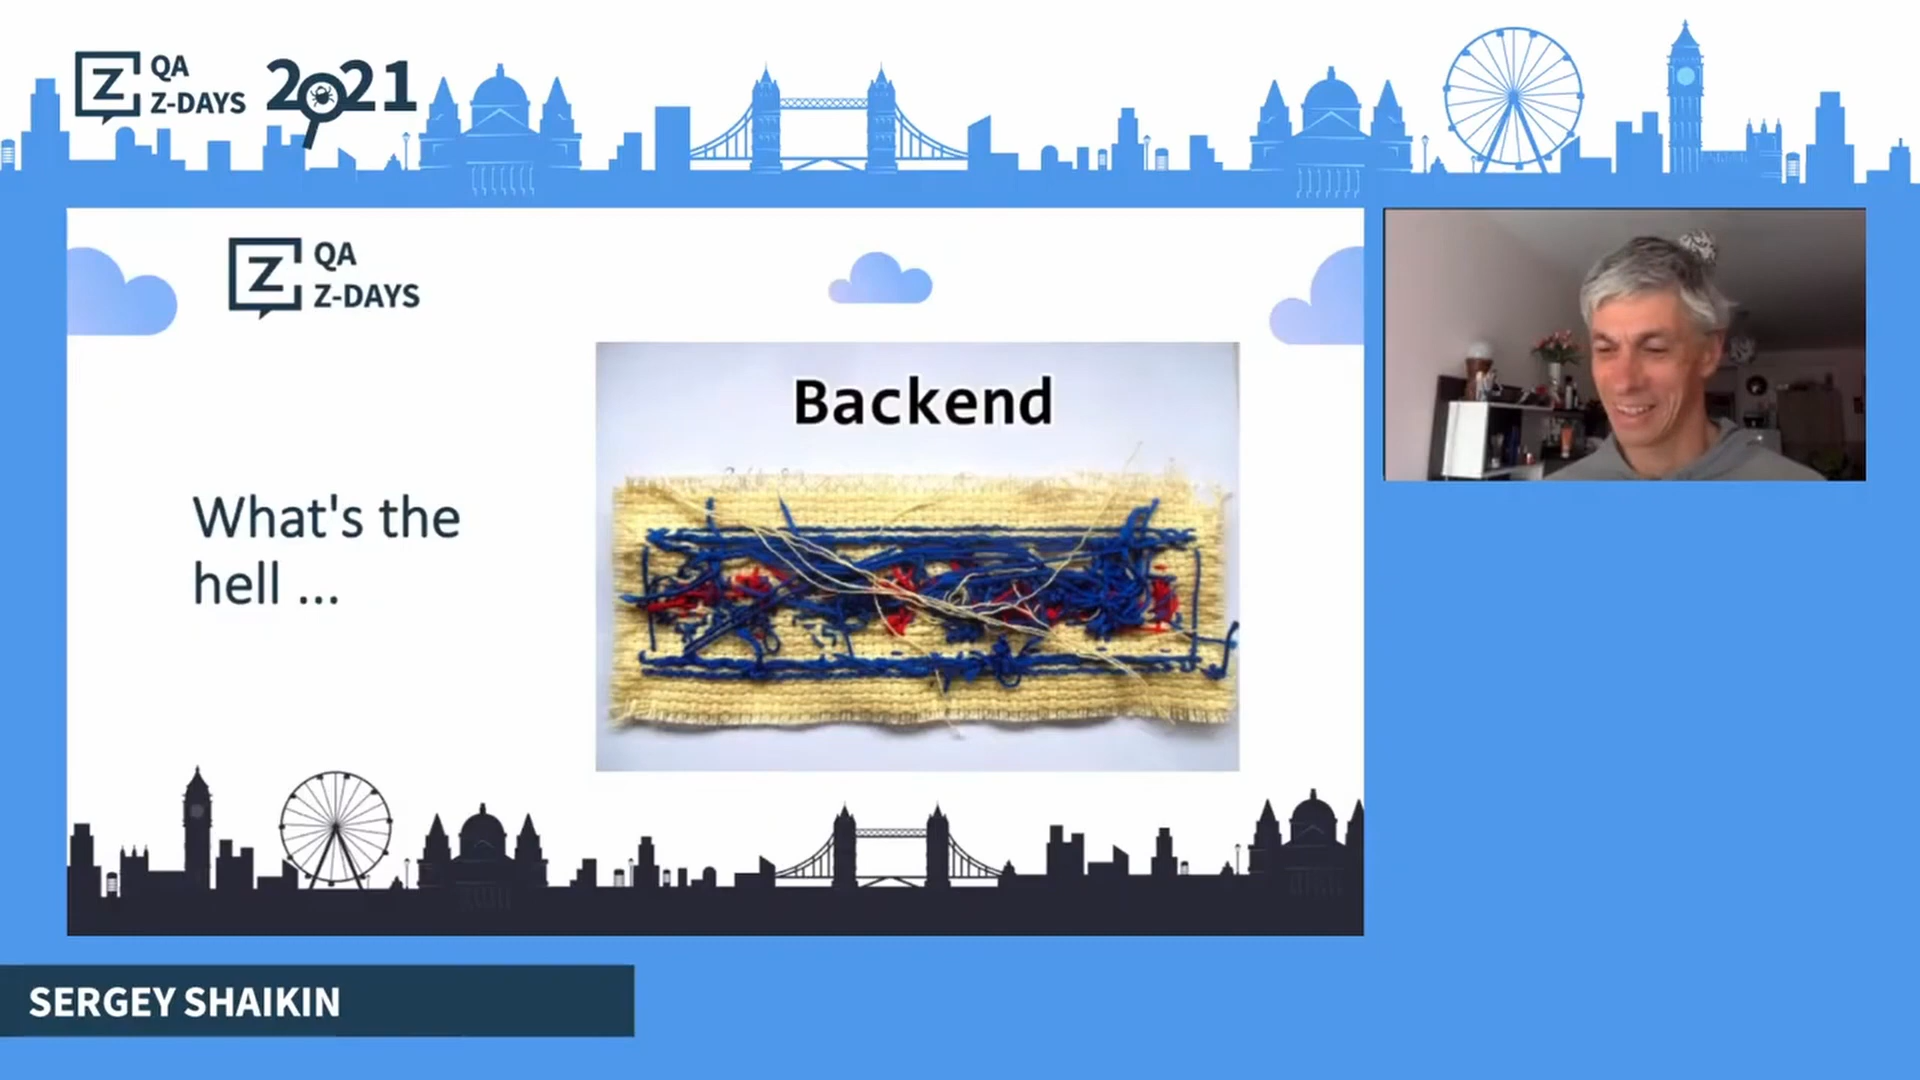 QA
Z-DAYS
2021
QA
Z-DAYS
Backend
What's the
hell ...
SERGEY SHAIKIN